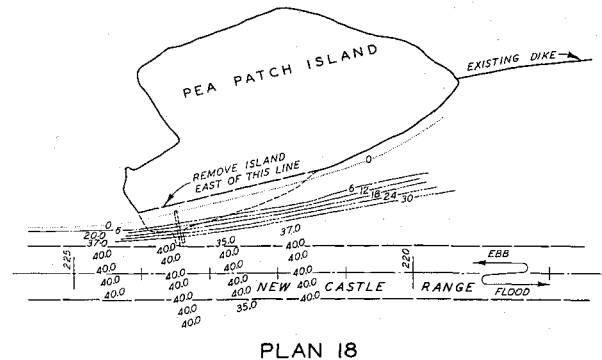 PEA PATCH ISLAND
EXISTING DIKE
REMOVE ISLAND
EAST OF THIS LINE
0
6 12 18 24 30
0 6
20.0
37.0
40.0
35.0
37.0
225
220
40.0 40.0 40.0 40.0
40.0 40.0 40.0 40.0
40.0 40.0 40.0 40.0
40.0 40.0 40.0 40.0
NEW CASTLE RANGE
35.0
40.0
40.0
EBB
FLOOD
PLAN 18